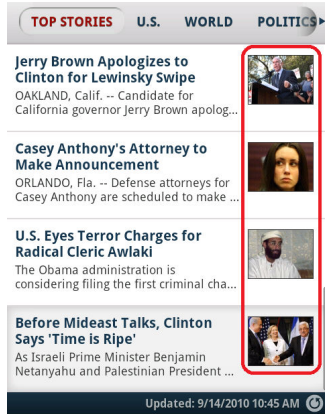 TOP STORIES U.S. WORLD POLITICS
Jerry Brown Apologizes to
Clinton for Lewinsky Swipe
OAKLAND, Calif. -- Candidate for
California governor Jerry Brown apolog...
Casey Anthony's Attorney to
Make Announcement
ORLANDO, Fla. -- Defense attorneys for
Casey Anthony are scheduled to make ...
U.S. Eyes Terror Charges for
Radical Cleric Awlaki
The Obama administration is
considering filing the first criminal cha...
Before Mideast Talks, Clinton
Says 'Time is Ripe'
As Israeli Prime Minister Benjamin
Netanyahu and Palestinian President ...
Updated: 9/14/2010 10:45 AM